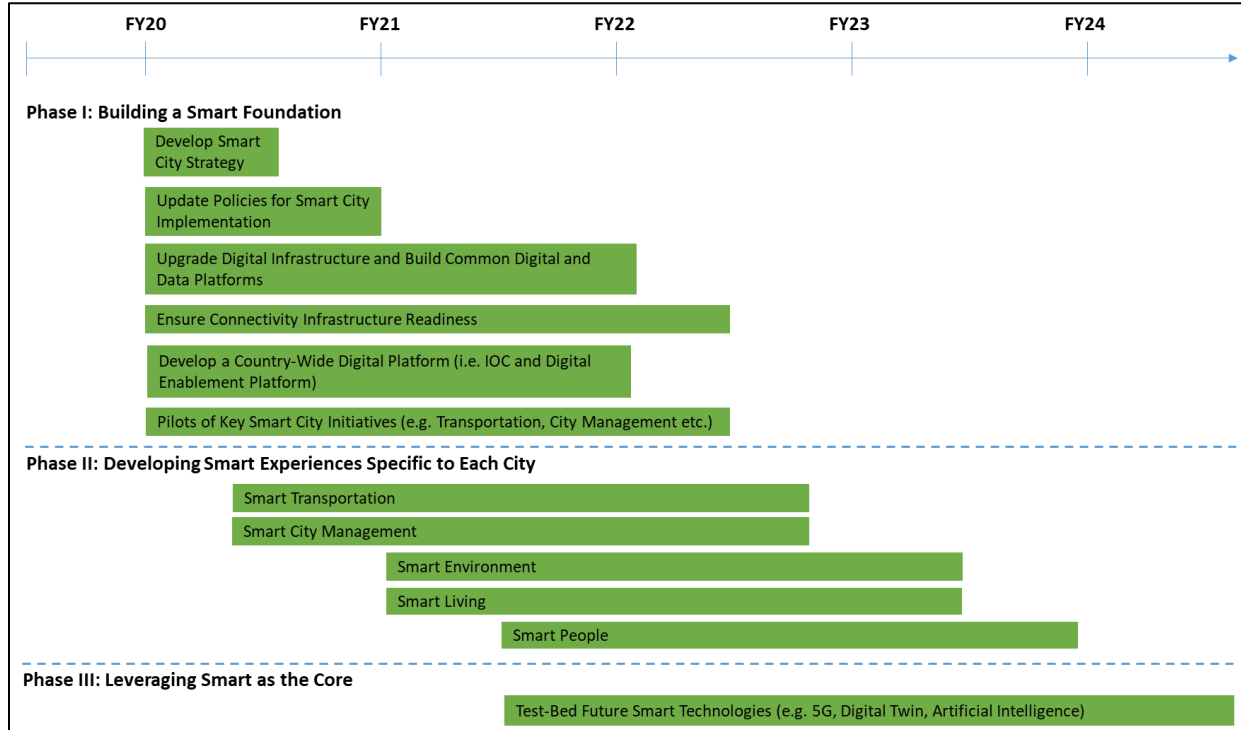 FY20 FY21 FY22 FY23 FY24
Phase I: Building a Smart Foundation
Develop Smart
City Strategy
Update Policies for Smart City
Implementation
Upgrade Digital Infrastructure and Build Common Digital and
Data Platforms
Ensure Connectivity Infrastructure Readiness
Develop a Country-Wide Digital Platform (i.e. IOC and Digital
Enablement Platform)
Pilots of Key Smart City Initiatives (e.g. Transportation, City Management etc.)
Phase II: Developing Smart Experiences Specific to Each City
Smart Transportation
Smart City Management
Smart Environment
Smart Living
Smart People
Phase III: Leveraging Smart as the Core
Test-Bed Future Smart Technologies (e.g. 5G, Digital Twin, Artificial Intelligence)